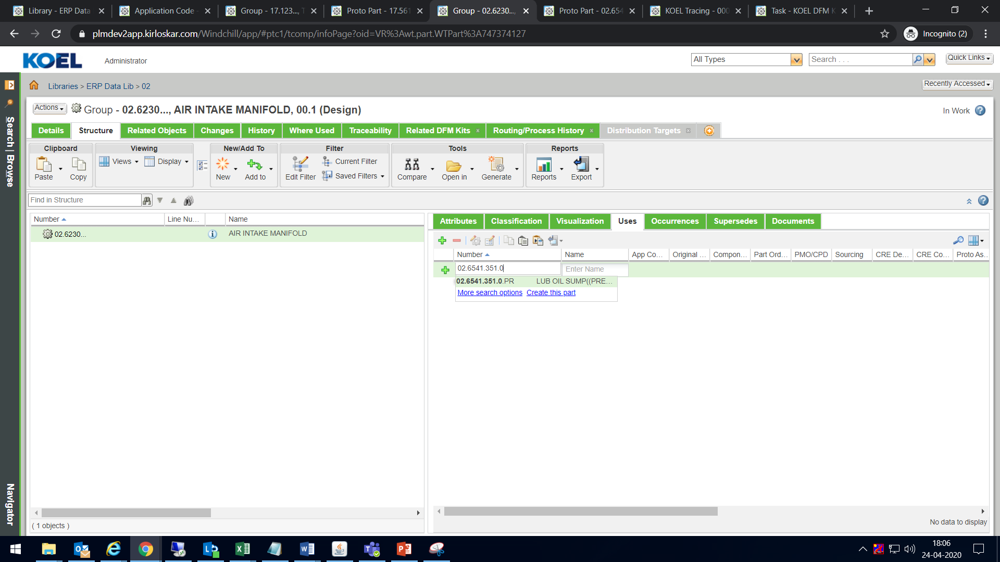 Library - ERP Data
Application Code -
Group - 17.123..., T
Proto Part - 17.561
Group - 02.6230...,
Proto Part - 02.654
KOEL Tracing - 000
Task - KOEL DFM K
plmdev2app.kirloskar.com/Windchill/app/#ptc1/tcomp/infoPage?oid=VR%3Awt.part.WTPart%3A747374127
Incognito (2)
KOEL
Administrator
All Types
Search . . .
Quick Links
Libraries > ERP Data Lib > 02
Recently Accessed
Search | Browse
Navigator
Actions
Group - 02.6230..., AIR INTAKE MANIFOLD, 00.1 (Design)
In Work
Details
Structure
Related Objects
Changes
History
Where Used
Traceability
Related DFM Kits
Routing/Process History
Distribution Targets
Clipboard
Viewing
New/Add To
Filter
Tools
Reports
Views
Display
Current Filter
Saved Filters
Paste
Copy
New
Add to
Edit Filter
Compare
Open in
Generate
Reports
Export
Find in Structure
Number
Line Nu...
Name
02.6230...
AIR INTAKE MANIFOLD
( 1 objects )
Attributes
Classification
Visualization
Uses
Occurrences
Supersedes
Documents
Number
Name
App Co...
Original ...
Compon...
Part Ord...
PMO/CPD
Sourcing
CRE De...
CRE Co...
Proto As...
02.6541.351.0
Enter Name
02.6541.351.0.PR LUB OIL SUMP((PRE...
More search options Create this part
No data to display
18:06
24-04-2020